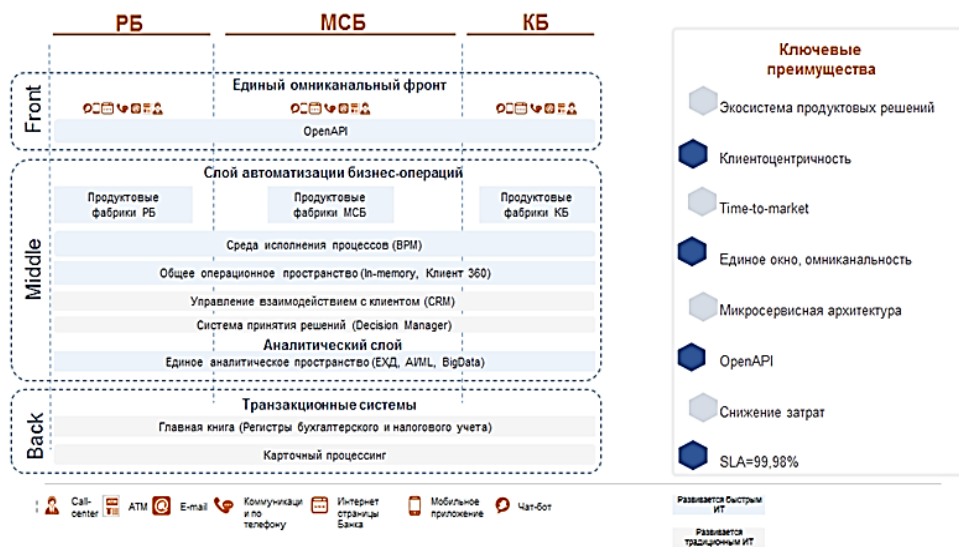 РБ
МСБ
КБ
Front
Единый омниканальный фронт
OpenAPI
Middle
Слой автоматизации бизнес-операций
Продуктовые
фабрики РБ
Продуктовые
фабрики МСБ
Продуктовые
фабрики КБ
Среда исполнения процессов (BPM)
Общее операционное пространство (In-memory, Клиент 360)
Управление взаимодействием с клиентом (CRM)
Система принятия решений (Decision Manager)
Аналитический слой
Единое аналитическое пространство (ЕХД, AI/ML, BigData)
Back
Транзакционные системы
Главная книга (Регистры бухгалтерского и налогового учета)
Карточный процессинг
Call-
center
ATM
E-mail
Коммуникаци
и по
телефону
Интернет
страницы
Банка
Мобильное
приложение
Чат-бот
Ключевые
преимущества
Экосистема продуктовых решений
Клиентоцентричность
Time-to-market
Единое окно, омниканальность
Микросервисная архитектура
OpenAPI
Снижение затрат
SLA=99,98%
Развивается быстрым
ИТ
Развивается
традиционным ИТ